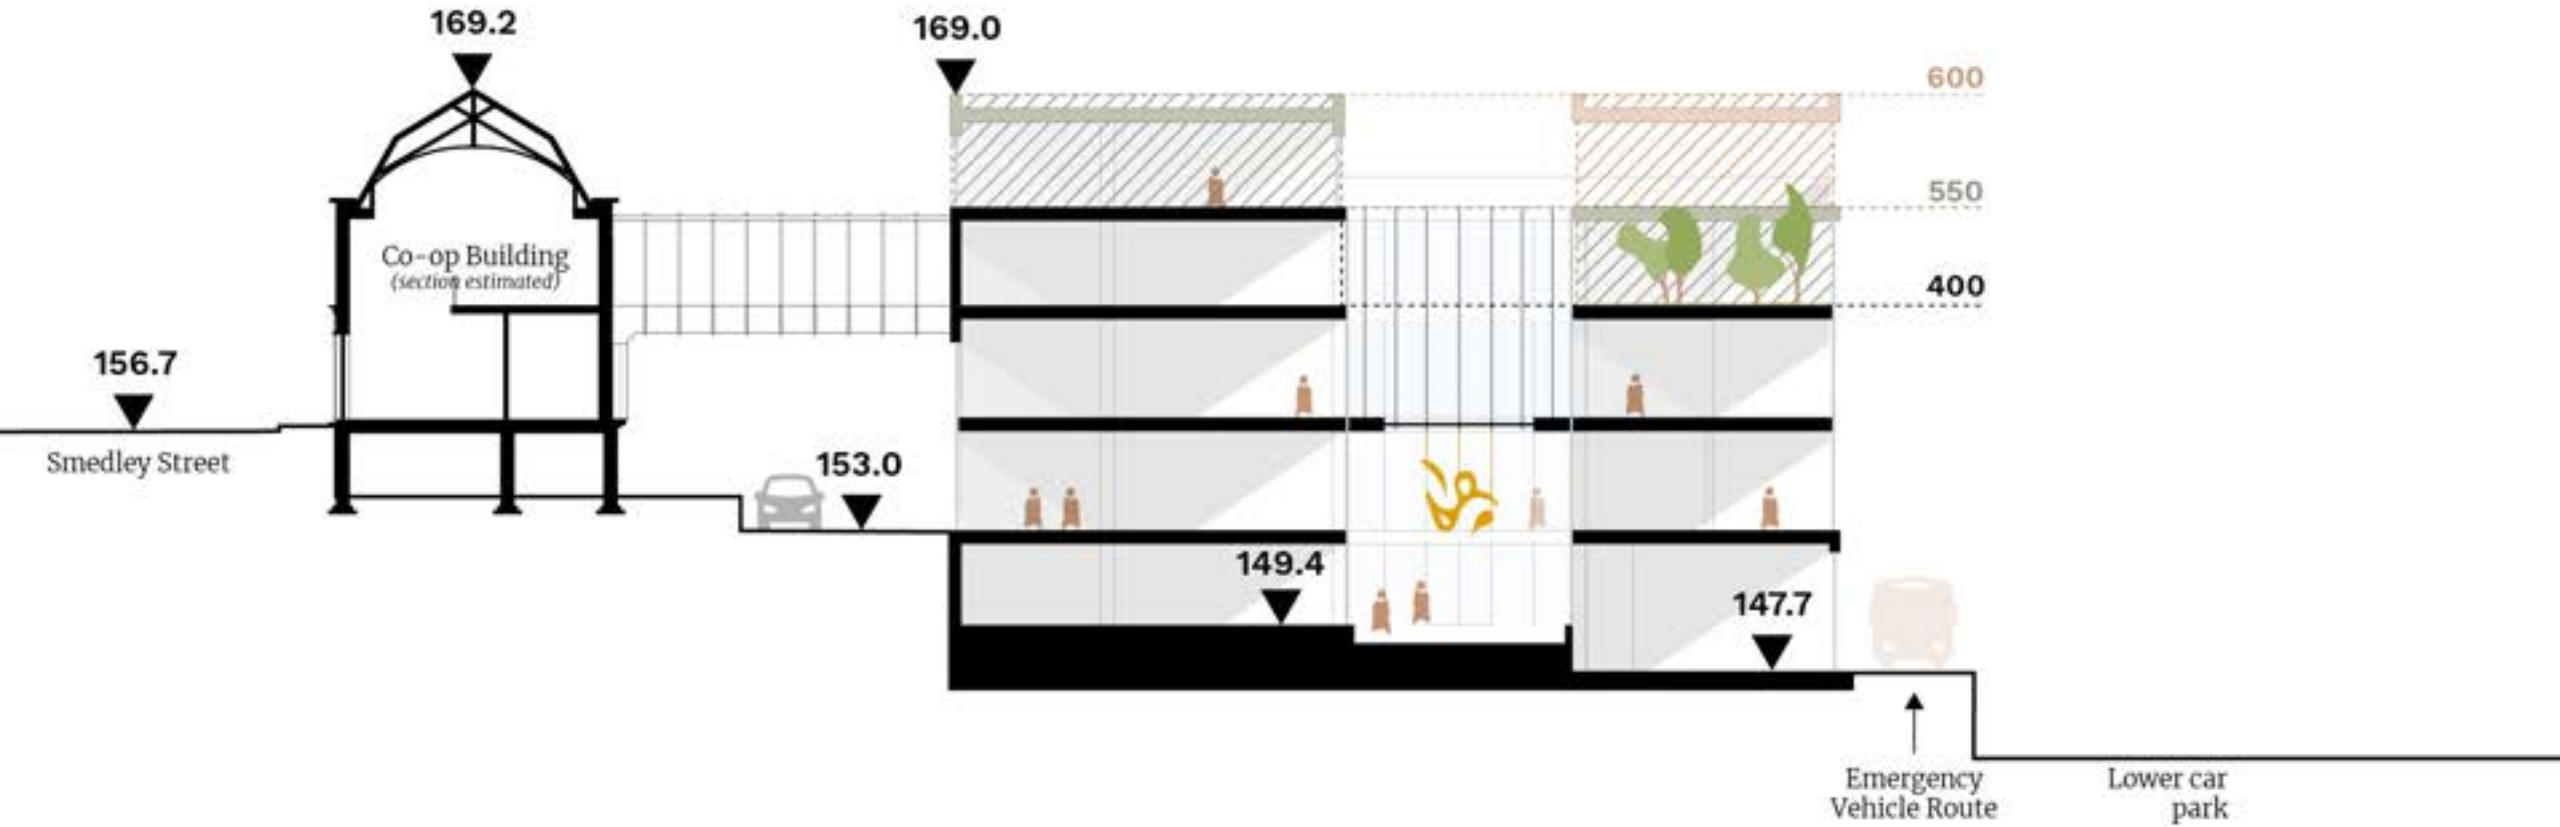 169.2
169.0
600
550
Co-op Building
(section estimated)
400
156.7
Smedley Street
153.0
149.4
147.7
Emergency
Vehicle Route
Lower car
park